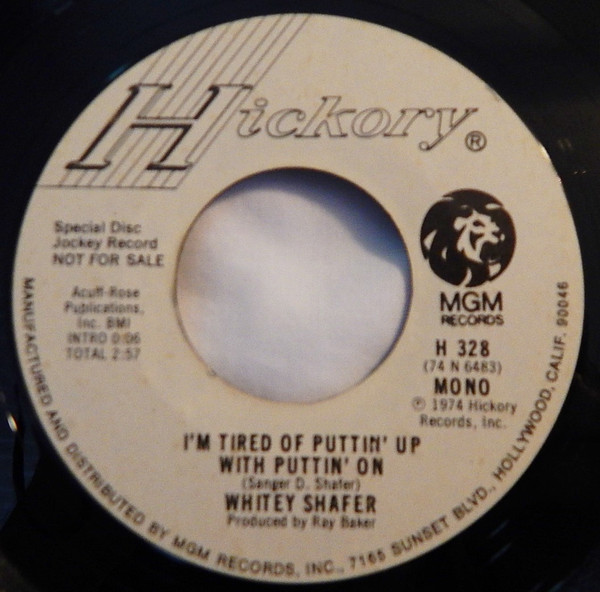 Hickory ®
Special Disc
Jockey Record
NOT FOR SALE
Acuff-Rose
Publications,
Inc. BMI
INTRO 0:06
TOTAL 2:57
MGM
RECORDS
H 328
(74 N 6483)
MONO
℗ 1974 Hickory
Records, Inc.
I'M TIRED OF PUTTIN' UP
WITH PUTTIN' ON
(Sanger D. Shafer)
WHITEY SHAFER
Produced by Ray Baker
MANUFACTURED AND DISTRIBUTED BY MGM RECORDS, INC., 7165 SUNSET BLVD., HOLLYWOOD, CALIF. 90046